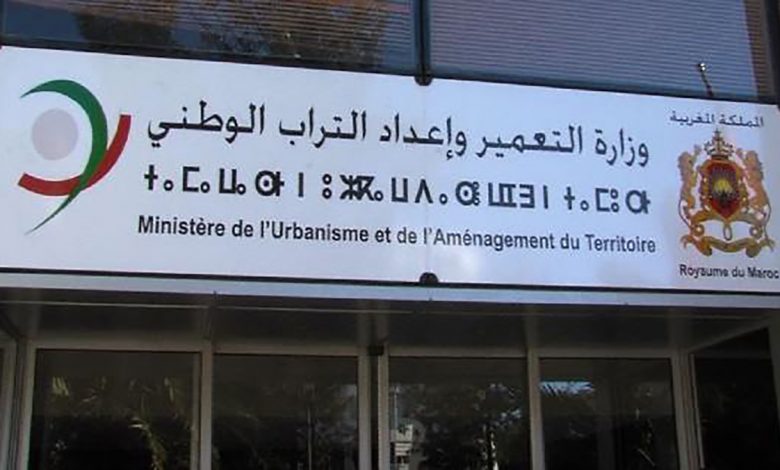 وزارة التعمير وإعداد التراب الوطني
Ministère de l'Urbanisme et de l'Aménagement du Territoire
المملكة المغربية
Royaume du Maroc